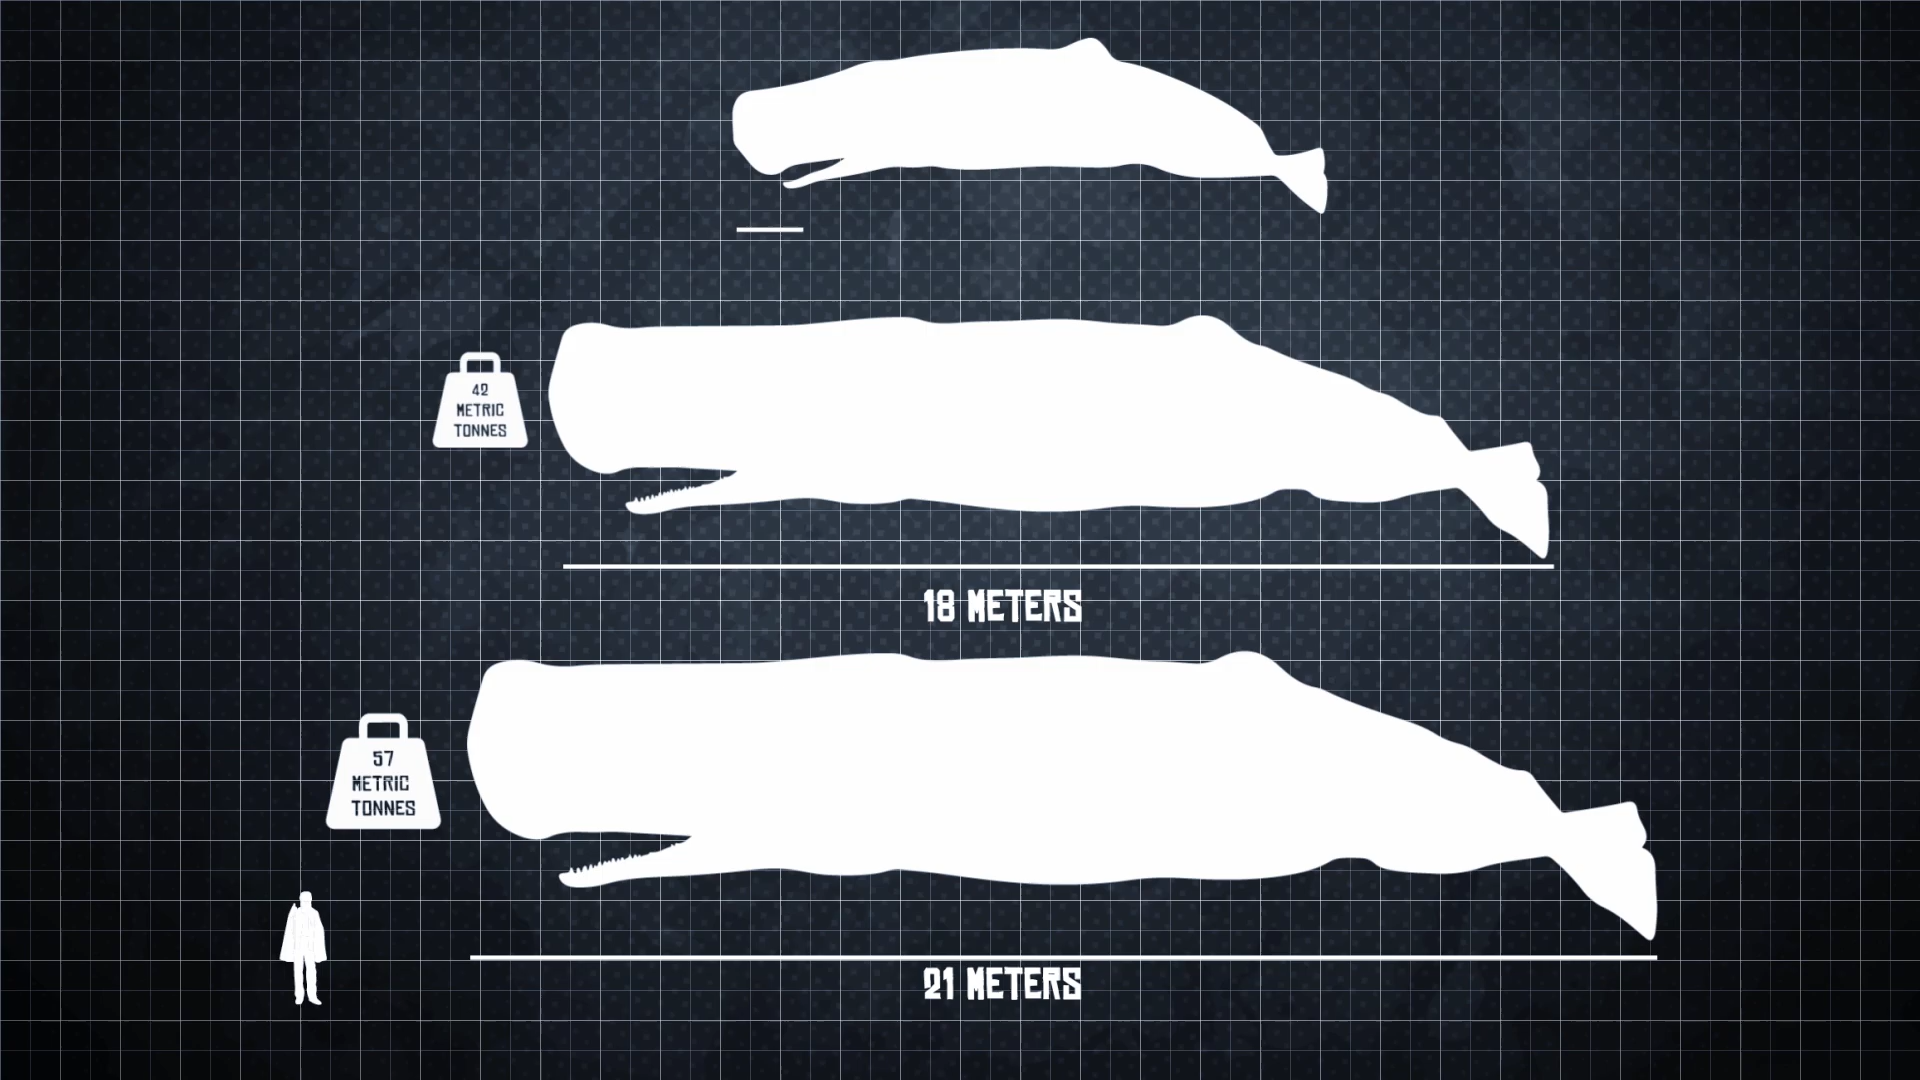 42
METRIC
TONNES
18 METERS
57
METRIC
TONNES
21 METERS